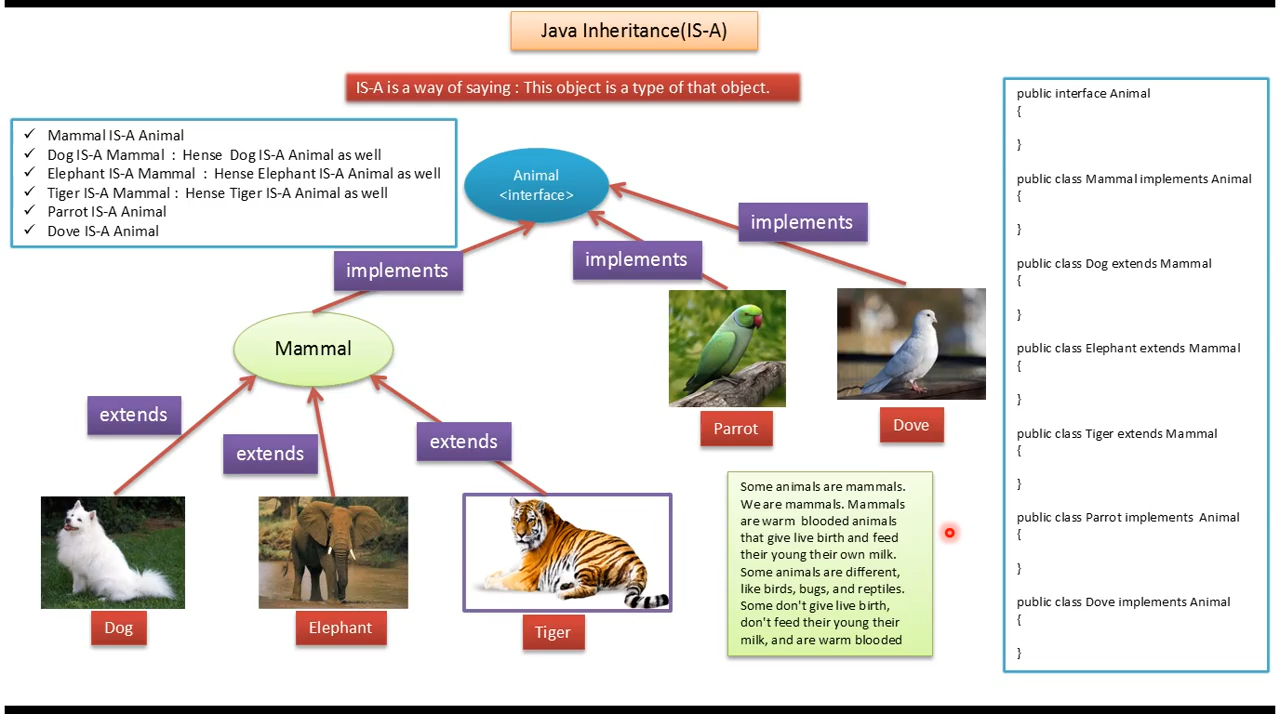 Java Inheritance(IS-A)
IS-A is a way of saying : This object is a type of that object.
✓ Mammal IS-A Animal
✓ Dog IS-A Mammal : Hense Dog IS-A Animal as well
✓ Elephant IS-A Mammal : Hense Elephant IS-A Animal as well
✓ Tiger IS-A Mammal : Hense Tiger IS-A Animal as well
✓ Parrot IS-A Animal
✓ Dove IS-A Animal
Animal
<interface>
implements
implements
implements
Mammal
extends
extends
extends
Parrot
Dove
Dog
Elephant
Tiger
Some animals are mammals.
We are mammals. Mammals
are warm blooded animals
that give live birth and feed
their young their own milk.
Some animals are different,
like birds, bugs, and reptiles.
Some don't give live birth,
don't feed their young their
milk, and are warm blooded
public interface Animal
{
}
public class Mammal implements Animal
{
}
public class Dog extends Mammal
{
}
public class Elephant extends Mammal
{
}
public class Tiger extends Mammal
{
}
public class Parrot implements Animal
{
}
public class Dove implements Animal
{
}